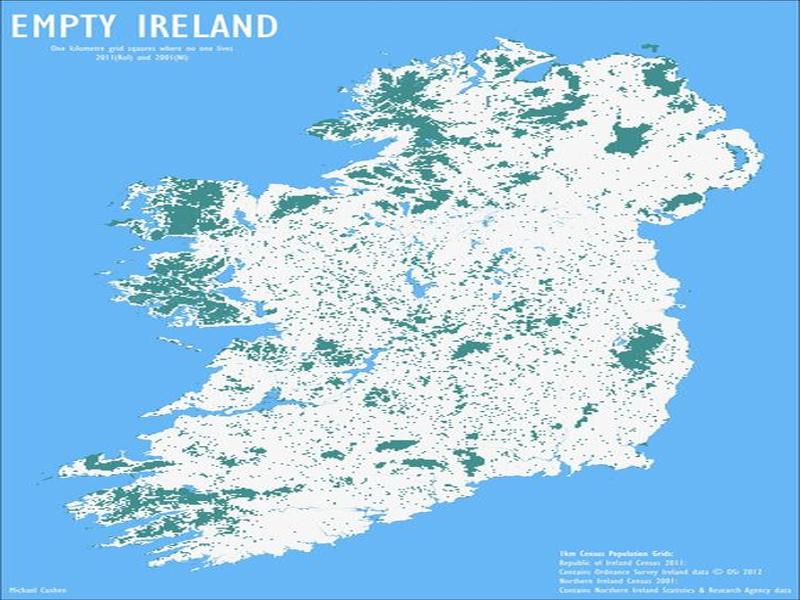 EMPTY IRELAND
One kilometre grid squares where no one lives
2011(RoI) and 2001(NI)
1km Census Population Grids:
Republic of Ireland Census 2011:
Contains Ordnance Survey Ireland data © OSi 2012
Northern Ireland Census 2001:
Contains Northern Ireland Statistics & Research Agency data
Michael Cashen